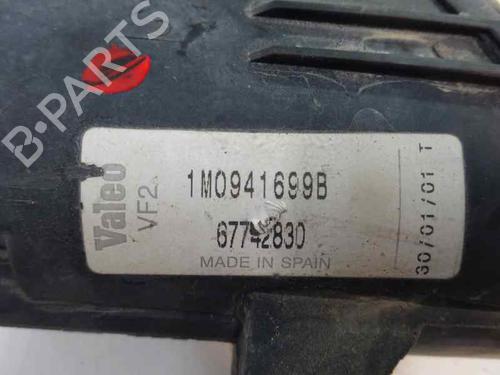 B-PARTS
Valeo
VF2
1M0941699B
67742830
MADE IN SPAIN
30/01/01 T